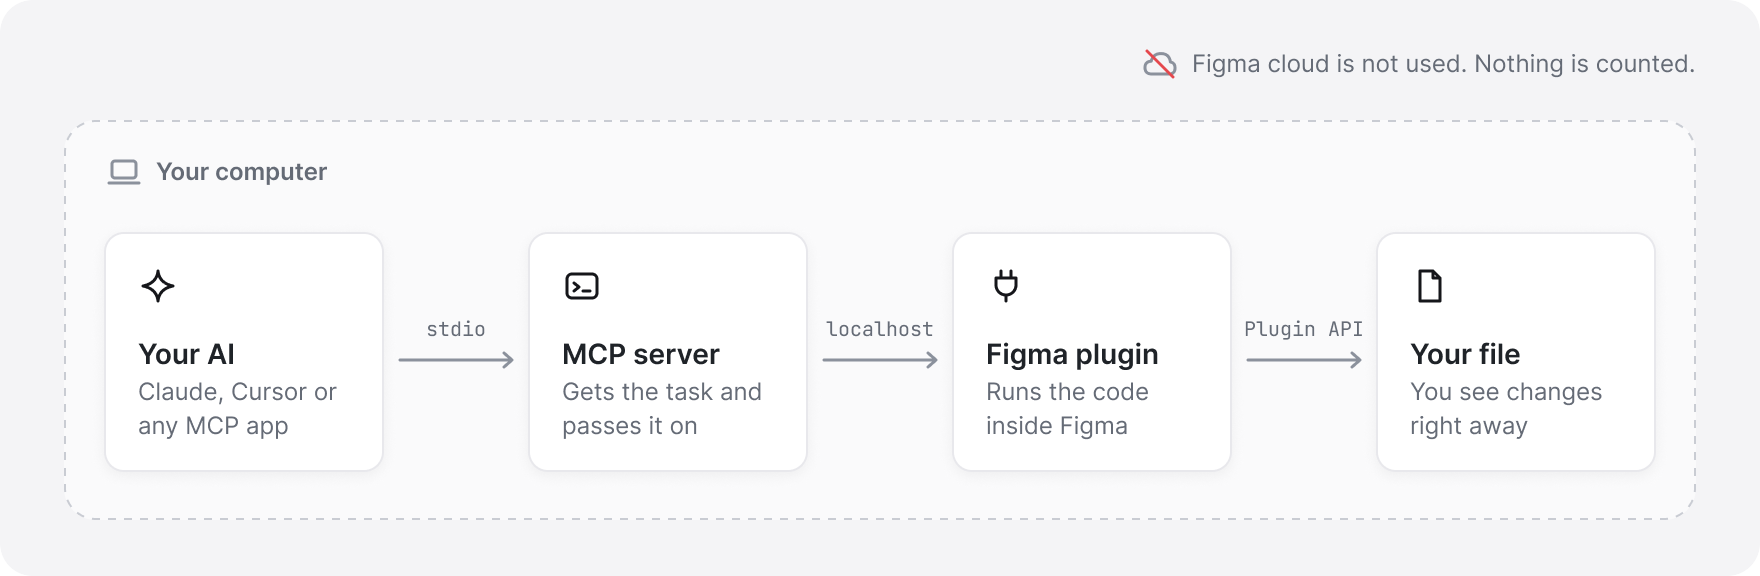 Figma cloud is not used. Nothing is counted.
Your computer
Your AI
Claude, Cursor or
any MCP app
stdio
MCP server
Gets the task and
passes it on
localhost
Figma plugin
Runs the code
inside Figma
Plugin API
Your file
You see changes
right away